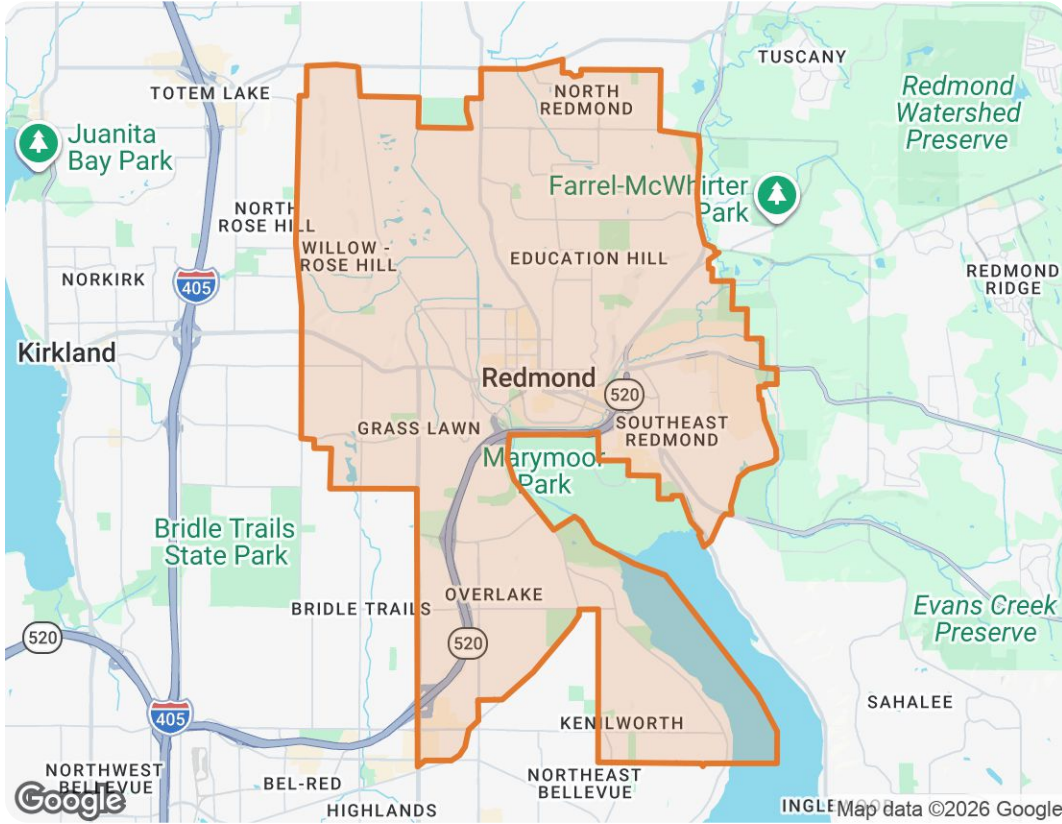 TUSCANY
TOTEM LAKE
NORTH
REDMOND
Redmond
Watershed
Preserve
Juanita
Bay Park
Farrel-McWhirter
Park
NORTH
ROSE HILL
WILLOW -
ROSE HILL
EDUCATION HILL
NORKIRK
405
REDMOND
RIDGE
Kirkland
Redmond
520
GRASS LAWN
SOUTHEAST
REDMOND
Marymoor
Park
Bridle Trails
State Park
OVERLAKE
BRIDLE TRAILS
Evans Creek
Preserve
520
520
SAHALEE
405
KENILWORTH
NORTHWEST
BELLEVUE
BEL-RED
NORTHEAST
BELLEVUE
Google
HIGHLANDS
Map data ©2026 Google